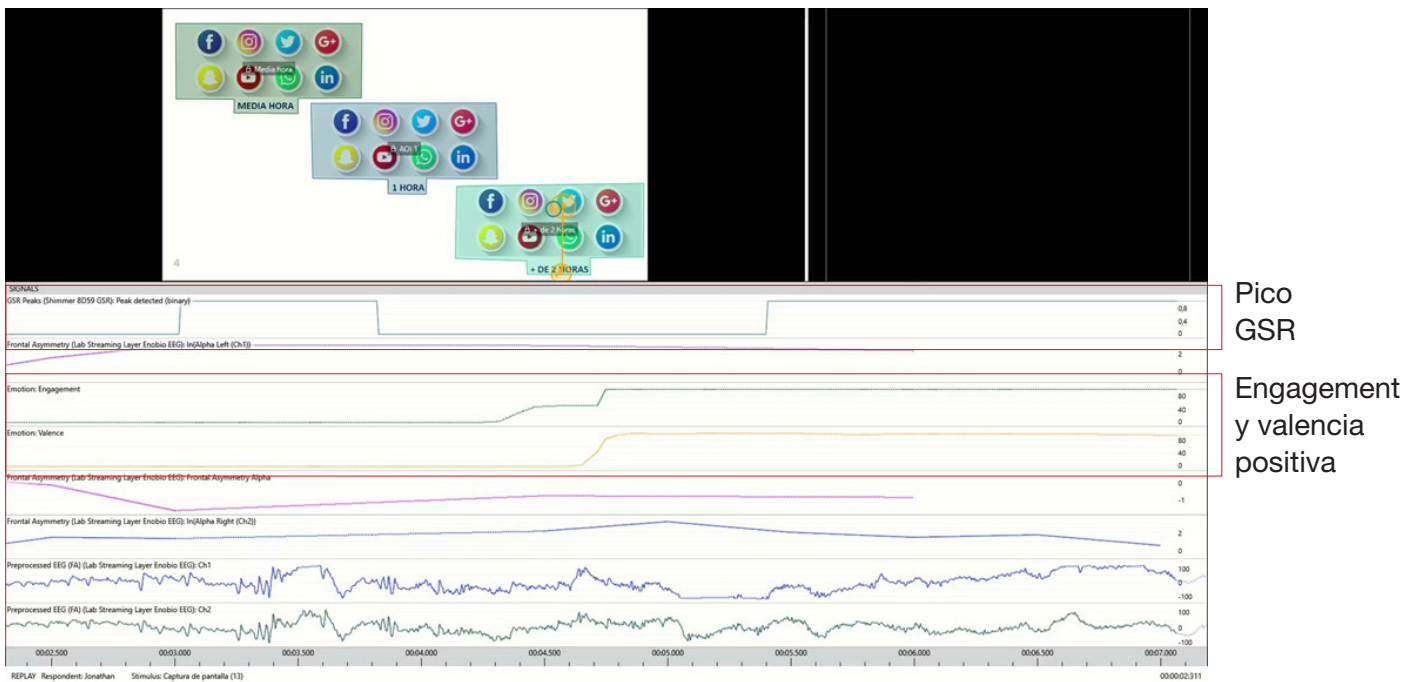 Media hora
MEDIA HORA
AOI 1
1 HORA
+ de 2 horas
+ DE 2 HORAS
4
SIGNALS
GSR Peaks (Shimmer 8D59 GSR): Peak detected (binary)
0,8
0,4
0
Pico
GSR
Frontal Asymmetry (Lab Streaming Layer Enobio EEG): ln(Alpha Left (Ch1))
2
0
Emotion: Engagement
80
40
0
Engagement
y valencia
positiva
Emotion: Valence
80
40
0
Frontal Asymmetry (Lab Streaming Layer Enobio EEG): Frontal Asymmetry Alpha
0
-1
Frontal Asymmetry (Lab Streaming Layer Enobio EEG): ln(Alpha Right (Ch2))
2
0
Preprocessed EEG (FA) (Lab Streaming Layer Enobio EEG): Ch1
100
0
-100
Preprocessed EEG (FA) (Lab Streaming Layer Enobio EEG): Ch2
100
0
-100
00:02.500 00:03.000 00:03.500 00:04.000 00:04.500 00:05.000 00:05.500 00:06.000 00:06.500 00:07.000
REPLAY Respondent: Jonathan Stimulus: Captura de pantalla (13) 00:00:02:311